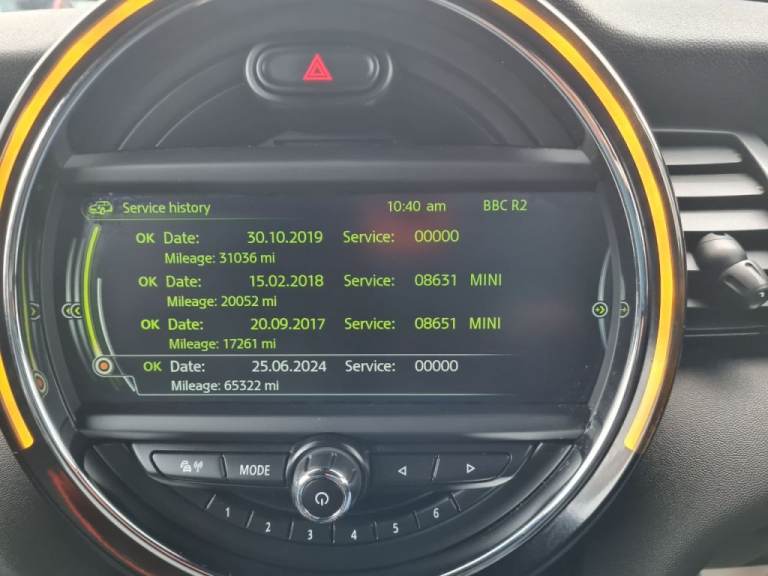 Service history 10:40 am BBC R2
OK Date: 30.10.2019 Service: 00000
Mileage: 31036 mi
OK Date: 15.02.2018 Service: 08631 MINI
Mileage: 20052 mi
OK Date: 20.09.2017 Service: 08651 MINI
Mileage: 17261 mi
OK Date: 25.06.2024 Service: 00000
Mileage: 65322 mi
MODE
1 2 3 4 5 6